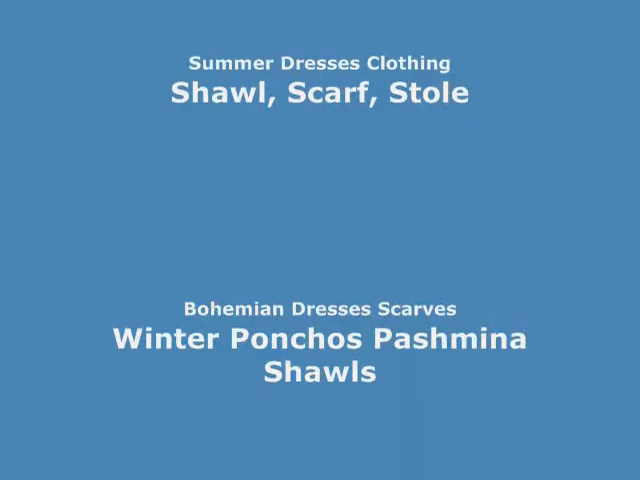 Summer Dresses Clothing
Shawl, Scarf, Stole
Bohemian Dresses Scarves
Winter Ponchos Pashmina
Shawls